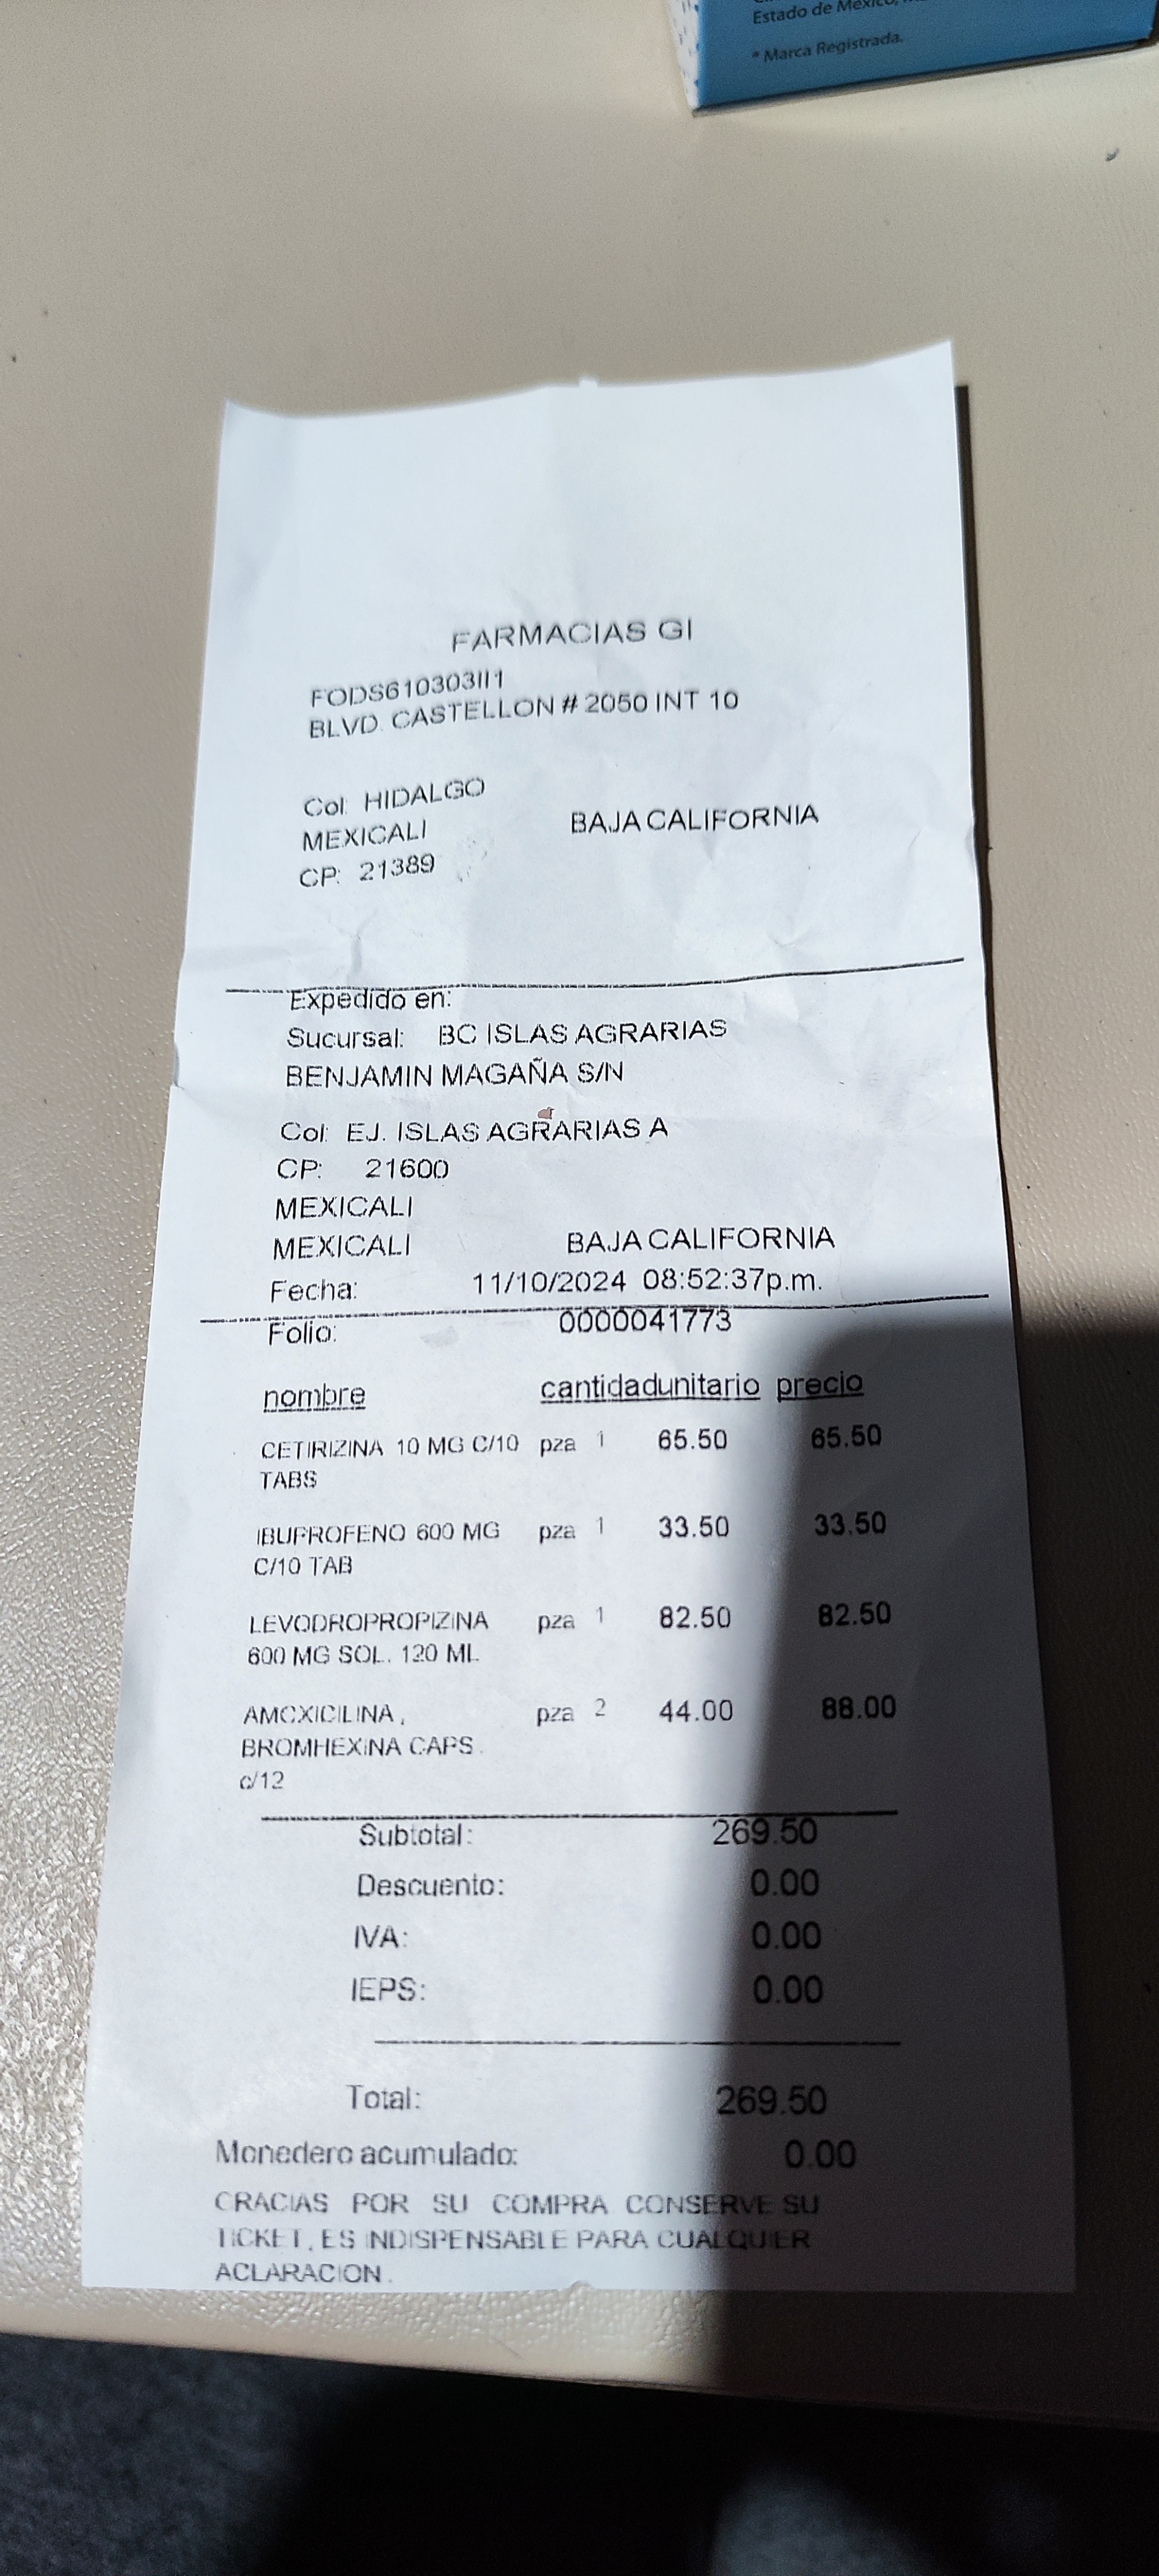 Estado de México,
* Marca Registrada.
FARMACIAS GI
FODS610303II1
BLVD. CASTELLON # 2050 INT 10
Col: HIDALGO
MEXICALI BAJA CALIFORNIA
CP: 21389
Expedido en:
Sucursal: BC ISLAS AGRARIAS
BENJAMIN MAGAÑA S/N
Col: EJ. ISLAS AGRARIAS A
CP: 21600
MEXICALI
MEXICALI BAJA CALIFORNIA
Fecha: 11/10/2024 08:52:37p.m.
Folio: 0000041773
nombre cantidadunitario precio
CETIRIZINA 10 MG C/10 pza 1 65.50 65.50
TABS
IBUPROFENO 600 MG pza 1 33.50 33.50
C/10 TAB
LEVODROPROPIZINA pza 1 82.50 82.50
600 MG SOL. 120 ML
AMOXICILINA, pza 2 44.00 88.00
BROMHEXINA CAPS.
c/12
Subtotal: 269.50
Descuento: 0.00
IVA: 0.00
IEPS: 0.00
Total: 269.50
Monedero acumulado: 0.00
GRACIAS POR SU COMPRA CONSERVE SU
TICKET, ES INDISPENSABLE PARA CUALQUIER
ACLARACION.